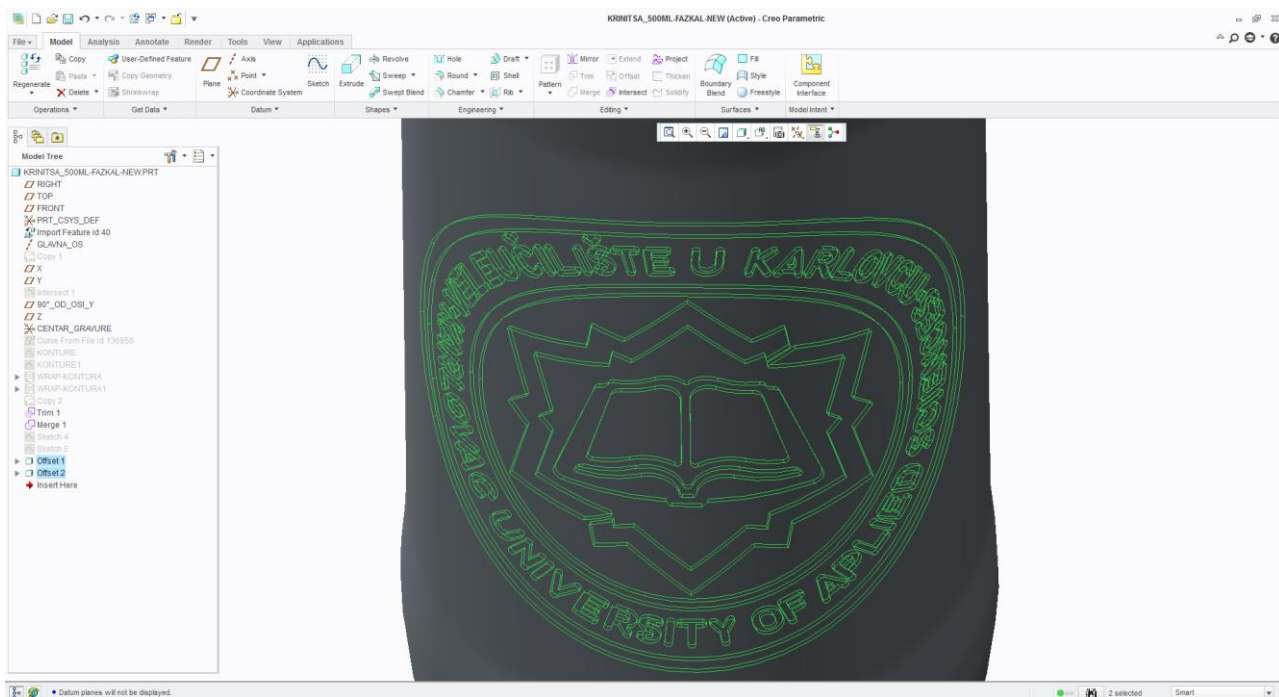 KRINITSA_500ML-FAZKAL-NEW (Active) - Creo Parametric
File Model Analysis Annotate Render Tools View Applications
Regenerate
Copy
Paste
Delete
User-Defined Feature
Copy Geometry
Shrinkwrap
Plane
Axis
Point
Coordinate System
Sketch
Extrude
Revolve
Sweep
Swept Blend
Hole
Round
Chamfer
Draft
Shell
Rib
Pattern
Mirror
Trim
Merge
Extend
Offset
Intersect
Project
Thicken
Solidify
Boundary Blend
Fill
Style
Freestyle
Component Interface
Operations Get Data Datum Shapes Engineering Editing Surfaces Model Intent
Model Tree
KRINITSA_500ML-FAZKAL-NEW.PRT
RIGHT
TOP
FRONT
PRT_CSYS_DEF
Import Feature id 40
GLAVNA_OS
Copy 1
X
Y
Intersect 1
90°_OD_OSI_Y
Z
CENTAR_GRAVURE
Curve From File id 136956
KONTURE
KONTURE1
WRAP-KONTURA
WRAP-KONTURA1
Copy 2
Trim 1
Merge 1
Sketch 4
Sketch 5
Offset 1
Offset 2
Insert Here
UČILIŠTE U KARLOVCU
UNIVERSITY OF APLIED
Datum planes will not be displayed.
2 selected
Smart